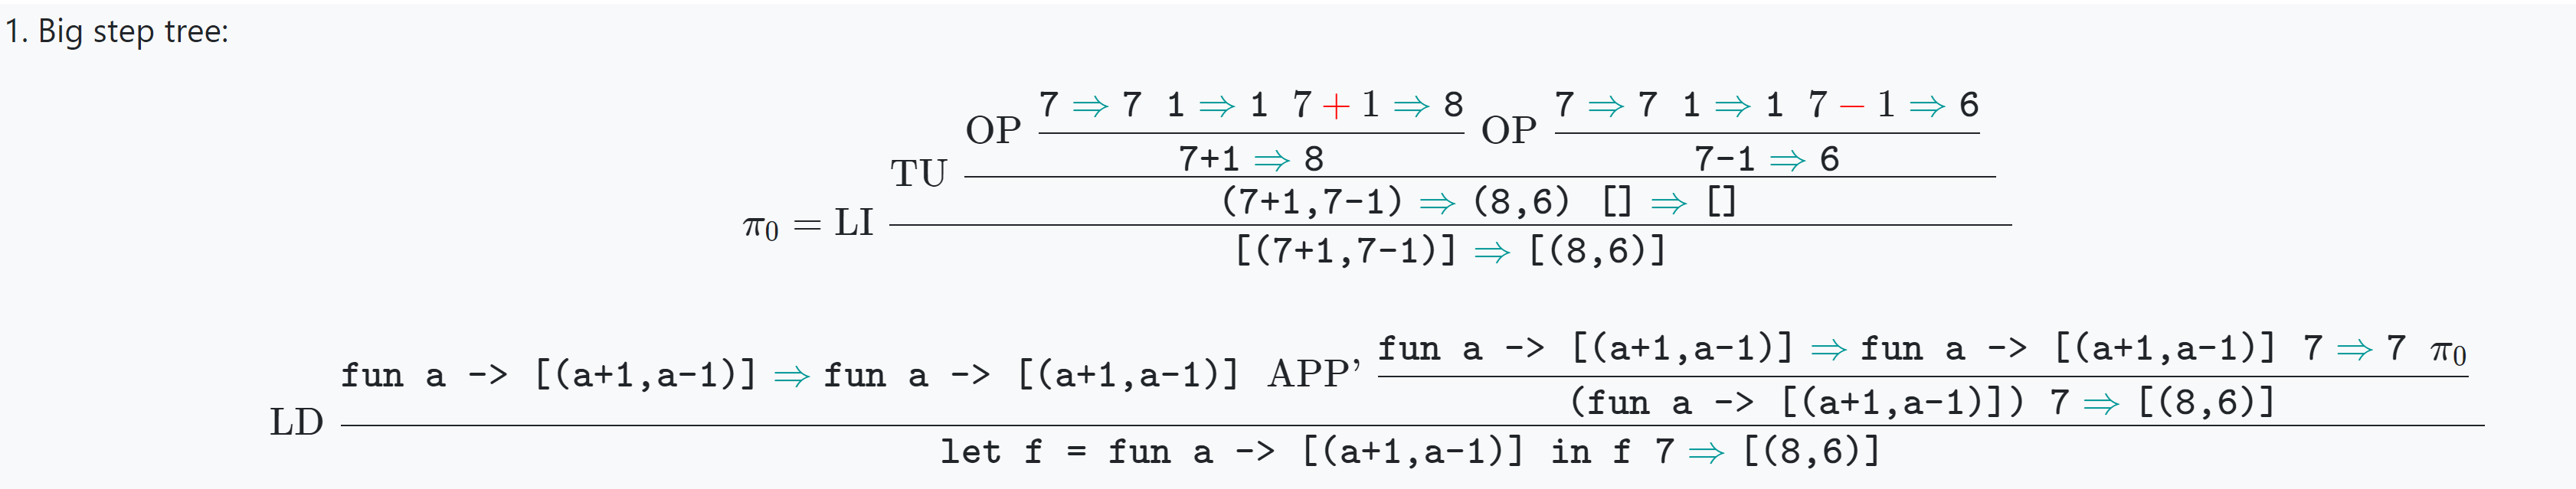 1. Big step tree:
7 ⇒ 7 1 ⇒ 1 7 + 1 ⇒ 8 7 ⇒ 7 1 ⇒ 1 7 − 1 ⇒ 6
OP OP
7+1 ⇒ 8 7-1 ⇒ 6
TU
(7+1,7-1) ⇒ (8,6) [] ⇒ []
π₀ = LI
[(7+1,7-1)] ⇒ [(8,6)]
fun a -> [(a+1,a-1)] ⇒ fun a -> [(a+1,a-1)] 7 ⇒ 7 π₀
fun a -> [(a+1,a-1)] ⇒ fun a -> [(a+1,a-1)] APP'
(fun a -> [(a+1,a-1)]) 7 ⇒ [(8,6)]
LD
let f = fun a -> [(a+1,a-1)] in f 7 ⇒ [(8,6)]